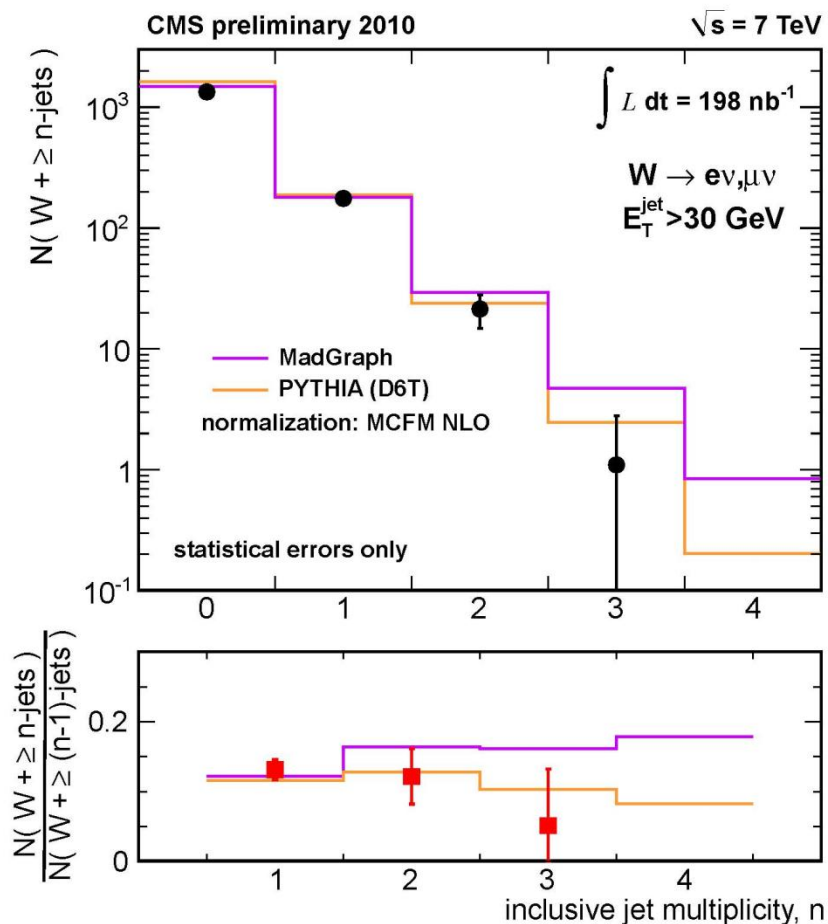 CMS preliminary 2010 √s = 7 TeV
N( W + ≥ n-jets )
10³
10²
10
1
10⁻¹
∫ L dt = 198 nb⁻¹
W → eν,μν
E_T^jet >30 GeV
MadGraph
PYTHIA (D6T)
normalization: MCFM NLO
statistical errors only
0 1 2 3 4
N( W + ≥ n-jets )
N( W + ≥ (n-1)-jets )
0.2
0
1 2 3 4
inclusive jet multiplicity, n